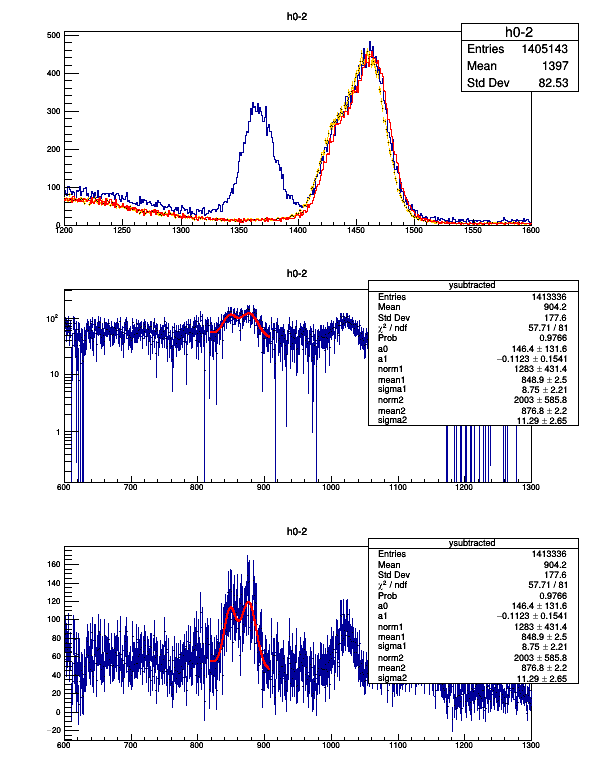 h0-2
h0-2
Entries 1405143
Mean 1397
Std Dev 82.53
500
400
300
200
100
0
1200 1250 1300 1350 1400 1450 1500 1550 1600
h0-2
ysubtracted
Entries 1413336
Mean 904.2
Std Dev 177.6
χ² / ndf 57.71 / 81
Prob 0.9766
a0 146.4 ± 131.6
a1 −0.1123 ± 0.1541
norm1 1283 ± 431.4
mean1 848.9 ± 2.5
sigma1 8.75 ± 2.21
norm2 2003 ± 585.8
mean2 876.8 ± 2.2
sigma2 11.29 ± 2.65
10²
10
1
600 700 800 900 1000 1100 1200 1300
h0-2
ysubtracted
Entries 1413336
Mean 904.2
Std Dev 177.6
χ² / ndf 57.71 / 81
Prob 0.9766
a0 146.4 ± 131.6
a1 −0.1123 ± 0.1541
norm1 1283 ± 431.4
mean1 848.9 ± 2.5
sigma1 8.75 ± 2.21
norm2 2003 ± 585.8
mean2 876.8 ± 2.2
sigma2 11.29 ± 2.65
160
140
120
100
80
60
40
20
0
−20
600 700 800 900 1000 1100 1200 1300